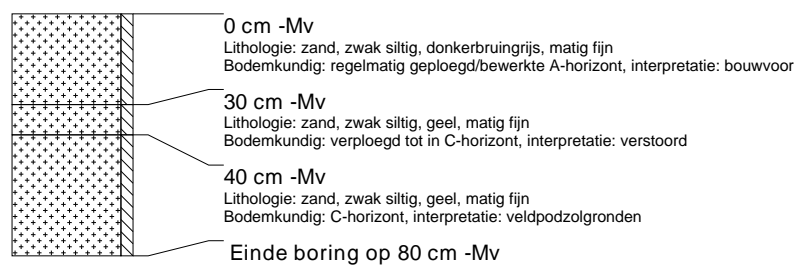 0 cm -Mv
Lithologie: zand, zwak siltig, donkerbruingrijs, matig fijn
Bodemkundig: regelmatig geploegd/bewerkte A-horizont, interpretatie: bouwvoor
30 cm -Mv
Lithologie: zand, zwak siltig, geel, matig fijn
Bodemkundig: verploegd tot in C-horizont, interpretatie: verstoord
40 cm -Mv
Lithologie: zand, zwak siltig, geel, matig fijn
Bodemkundig: C-horizont, interpretatie: veldpodzolgronden
Einde boring op 80 cm -Mv